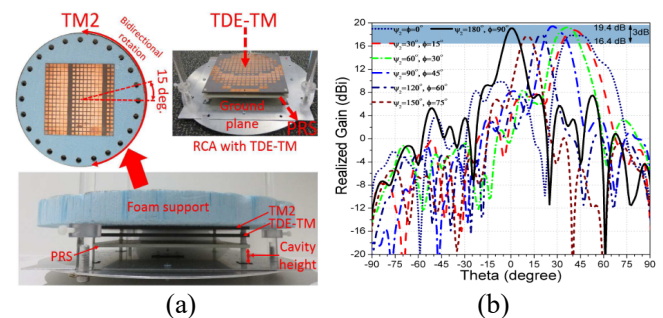 TM2
Bidirectional
rotation
15 deg.
TDE-TM
Ground
plane
PRS
RCA with TDE-TM
Foam support
TM2
TDE-TM
PRS
Cavity
height
(a)
20
16
12
8
4
0
-4
-8
-12
-16
-20
Realized Gain (dBi)
ψ₂=0°, ϕ=0°
ψ₂=180°, ϕ=90°
ψ₂=30°, ϕ=15°
ψ₂=60°, ϕ=30°
ψ₂=90°, ϕ=45°
ψ₂=120°, ϕ=60°
ψ₂=150°, ϕ=75°
19.4 dB
3dB
16.4 dB
-90 -75 -60 -45 -30 -15 0 15 30 45 60 75 90
Theta (degree)
(b)